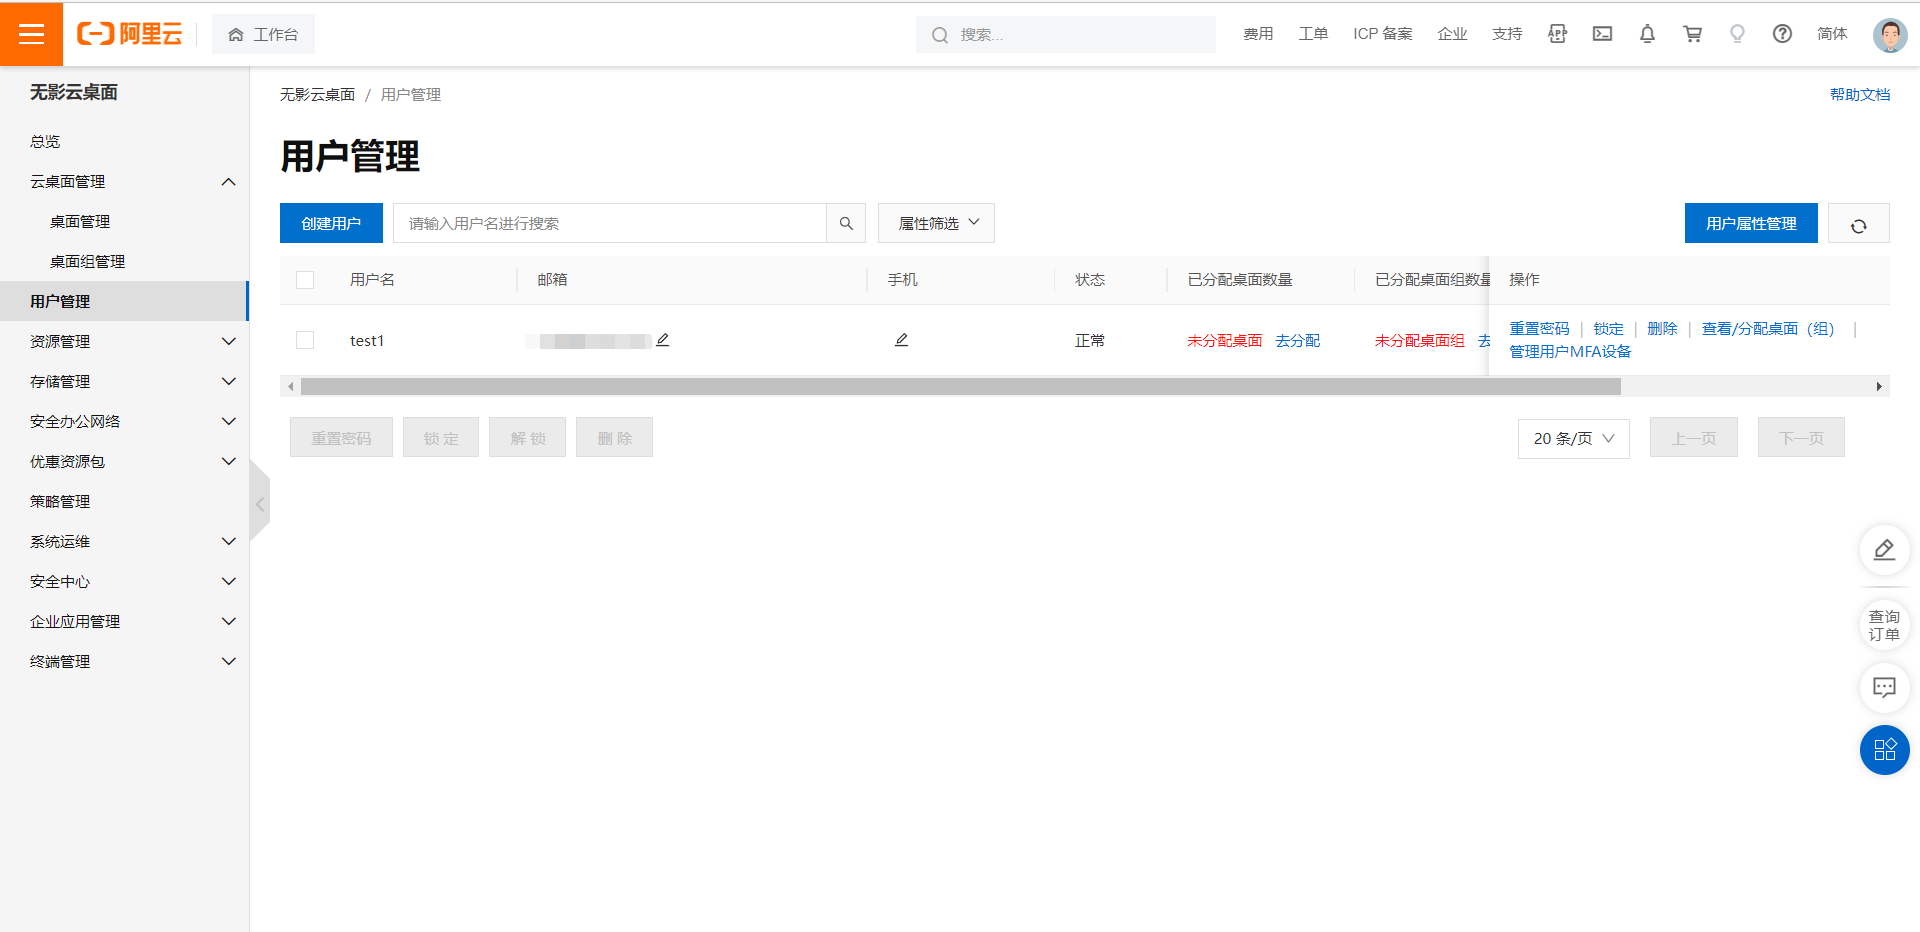 阿里云
工作台
搜索...
费用
工单
ICP 备案
企业
支持
APP
简体
无影云桌面
总览
云桌面管理
桌面管理
桌面组管理
用户管理
资源管理
存储管理
安全办公网络
优惠资源包
策略管理
系统运维
安全中心
企业应用管理
终端管理
无影云桌面 / 用户管理
帮助文档
用户管理
创建用户
请输入用户名进行搜索
属性筛选
用户属性管理
用户名
邮箱
手机
状态
已分配桌面数量
已分配桌面组数量
操作
test1
正常
未分配桌面 去分配
未分配桌面组 去
重置密码 | 锁定 | 删除 | 查看/分配桌面（组） |
管理用户MFA设备
重置密码
锁 定
解 锁
删 除
20 条/页
上一页
下一页
查询
订单